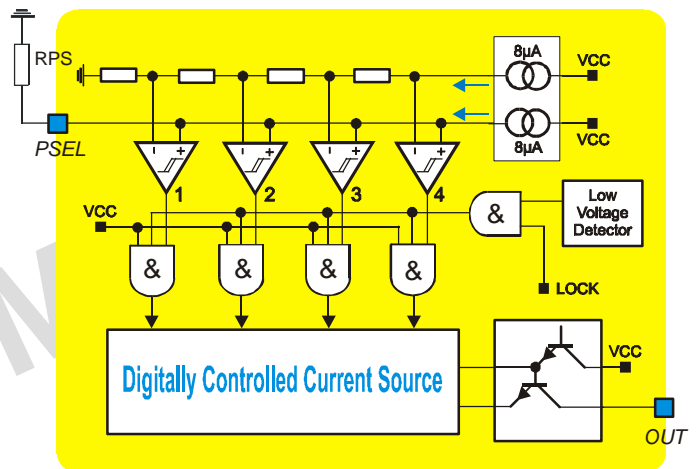 8µA
VCC
RPS
VCC
PSEL
8µA
- + - + - + - +
1 2 3 4
VCC
&
Low
Voltage
Detector
& & & &
LOCK
Digitally Controlled Current Source
VCC
OUT